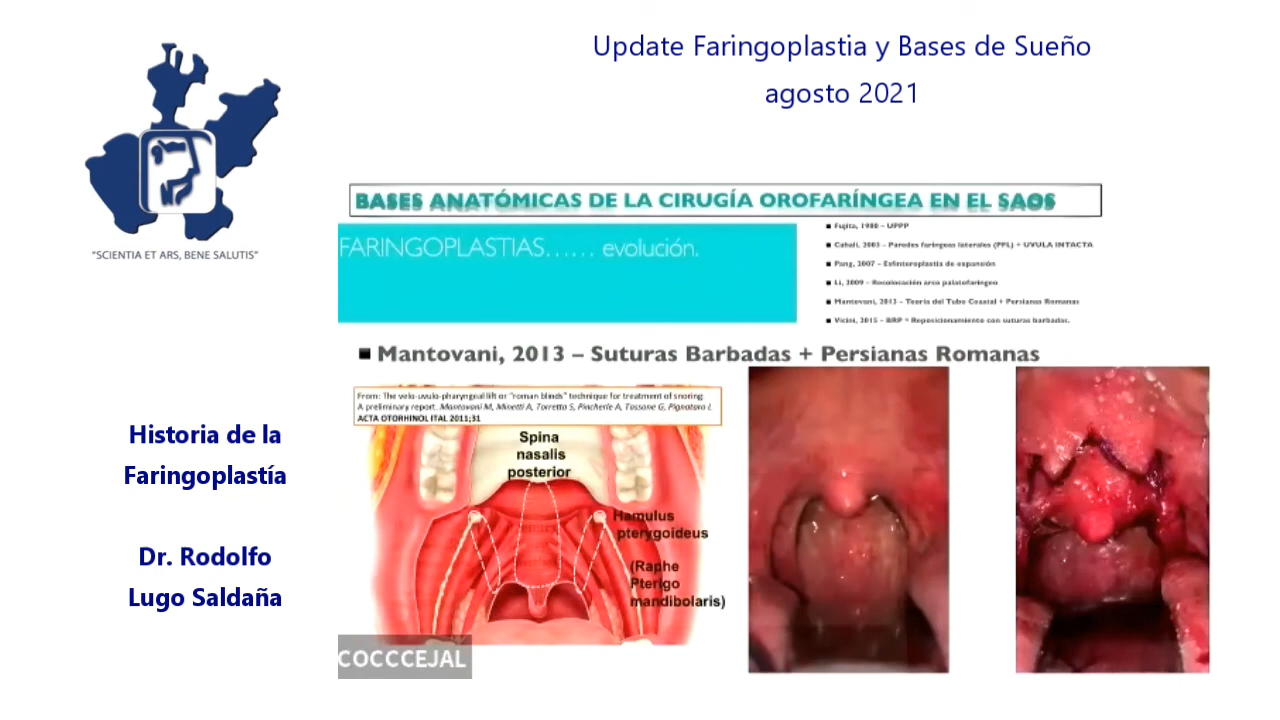 Update Faringoplastia y Bases de Sueño
agosto 2021
"SCIENTIA ET ARS, BENE SALUTIS"
BASES ANATÓMICAS DE LA CIRUGÍA OROFARÍNGEA EN EL SAOS
FARINGOPLASTIAS...... evolución.
Fujita, 1980 – UPPP
Cahali, 2003 – Paredes faríngeas laterales (PPL) + UVULA INTACTA
Pang, 2007 – Esfinteroplastia de expansión
Li, 2009 – Recolocación arco palatofaríngeo
Mantovani, 2013 – Teoría del Tubo Coastal + Persianas Romanas
Vicini, 2015 – BRP = Reposicionamiento con suturas barbadas.
Mantovani, 2013 – Suturas Barbadas + Persianas Romanas
From: The velo-uvulo-pharyngeal lift or "roman blinds" technique for treatment of snoring:
A preliminary report. Mantovani M, Minetti A, Torretta S, Pincherle A, Tassone G, Pignataro L
ACTA OTORHINOL ITAL 2011;31
Spina
nasalis
posterior
Hamulus
pterygoideus
(Raphe
Pterigo
mandibolaris)
Historia de la
Faringoplastía
Dr. Rodolfo
Lugo Saldaña
COCCCEJAL